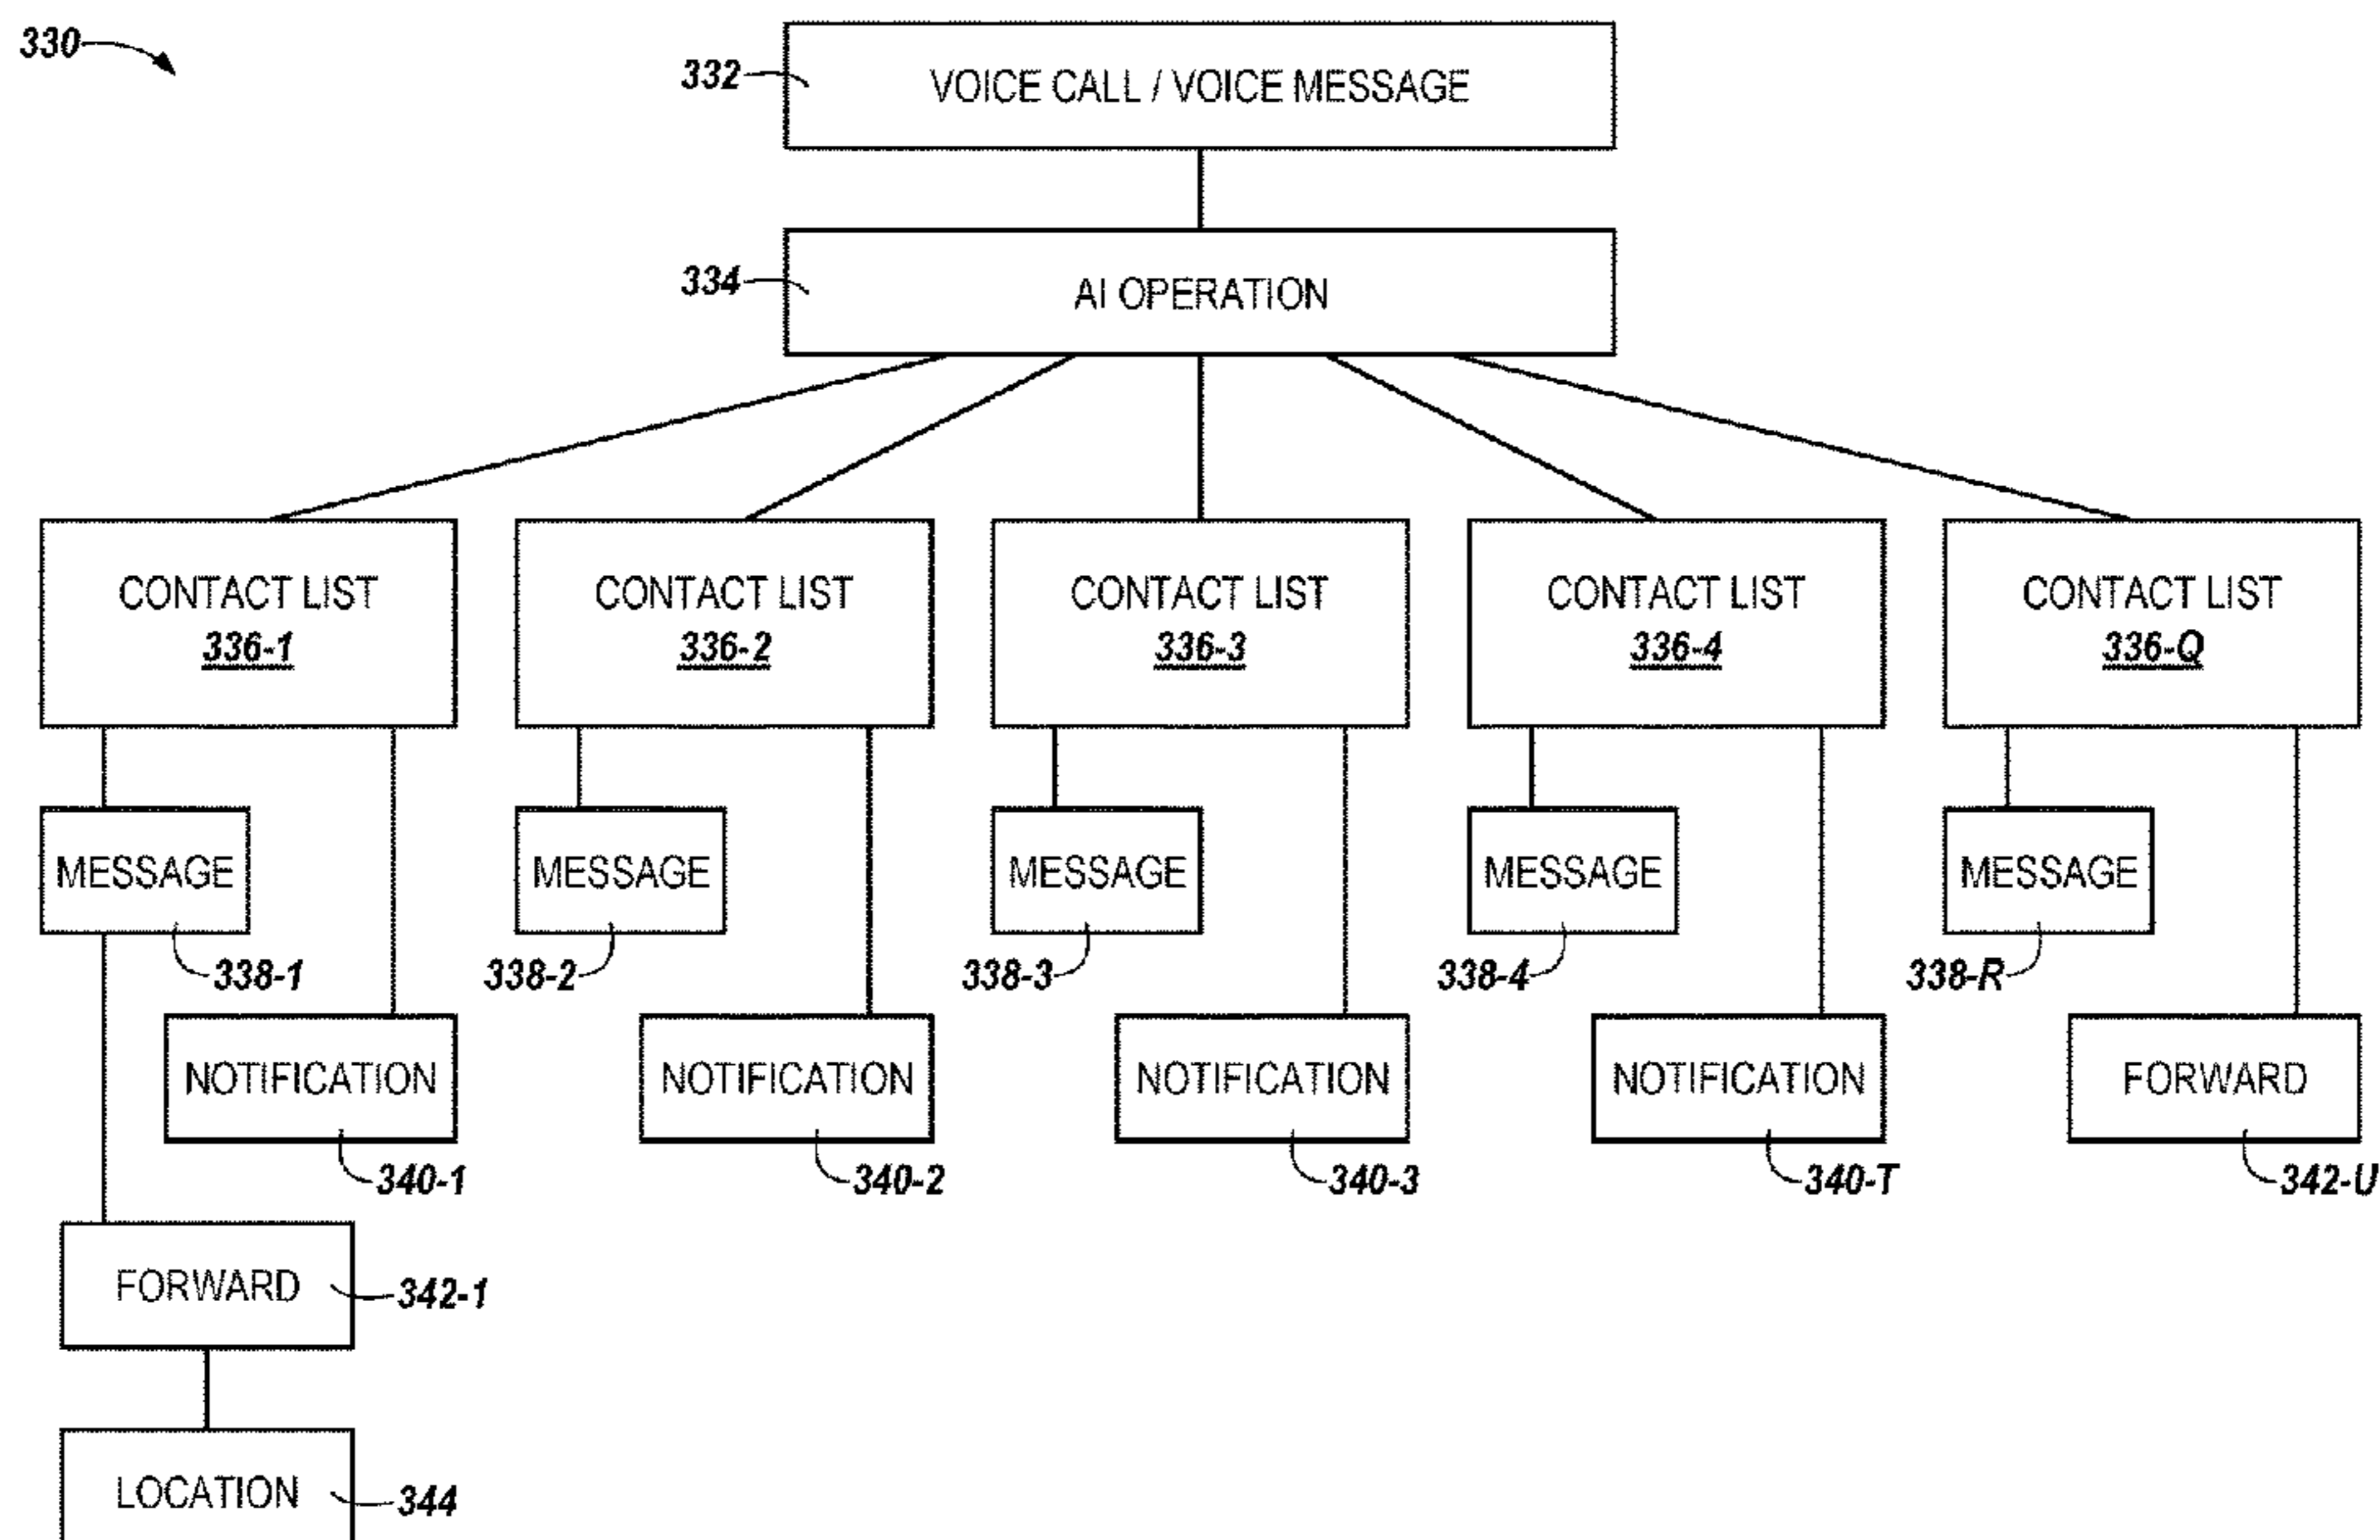 330
332
VOICE CALL / VOICE MESSAGE
334
AI OPERATION
CONTACT LIST
336-1
CONTACT LIST
336-2
CONTACT LIST
336-3
CONTACT LIST
336-4
CONTACT LIST
336-Q
MESSAGE
MESSAGE
MESSAGE
MESSAGE
MESSAGE
338-1
338-2
338-3
338-4
338-R
NOTIFICATION
NOTIFICATION
NOTIFICATION
NOTIFICATION
FORWARD
340-1
340-2
340-3
340-T
342-U
FORWARD
342-1
LOCATION
344